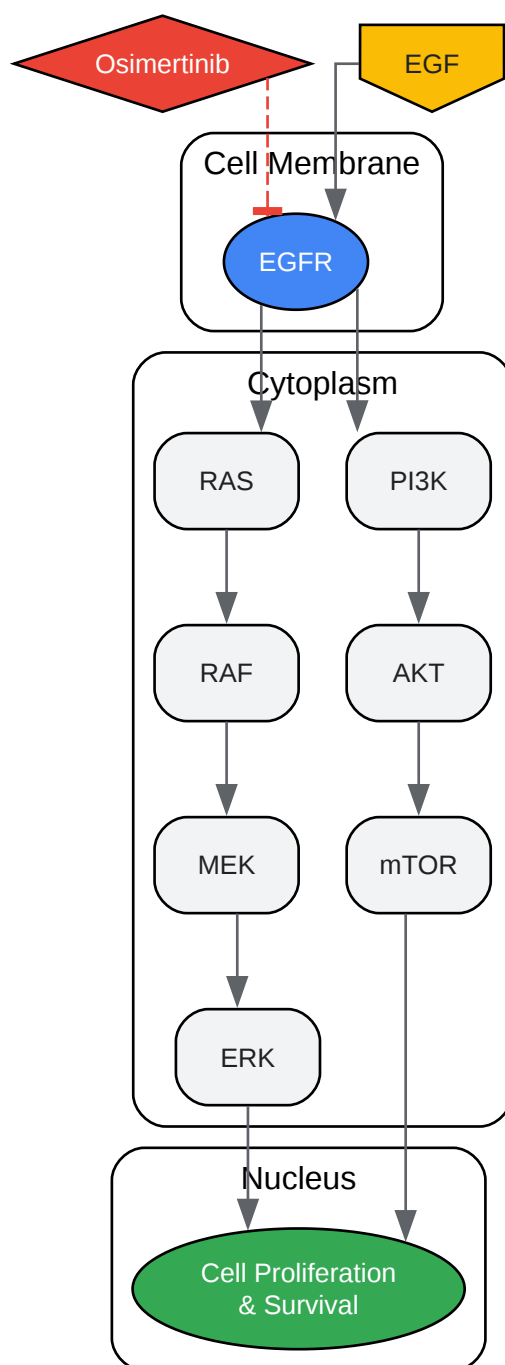 Osimertinib
EGF
Cell Membrane
EGFR
Cytoplasm
RAS
PI3K
RAF
AKT
MEK
mTOR
ERK
Nucleus
Cell Proliferation
& Survival